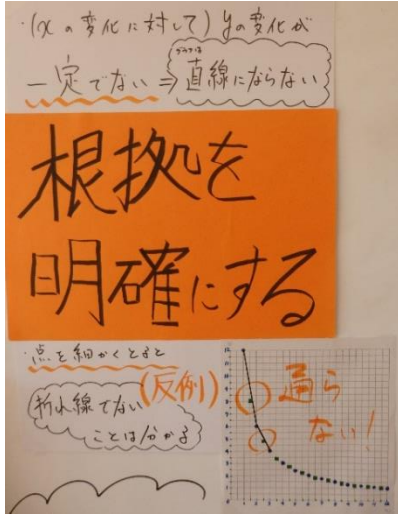 ・(xの変化に対して) yの変化が
一定でない ⇒ グラフは直線にならない
根拠を
明確にする
・点を細かくとると
折れ線でない
ことは分かる
(反例)
通ら
ない!